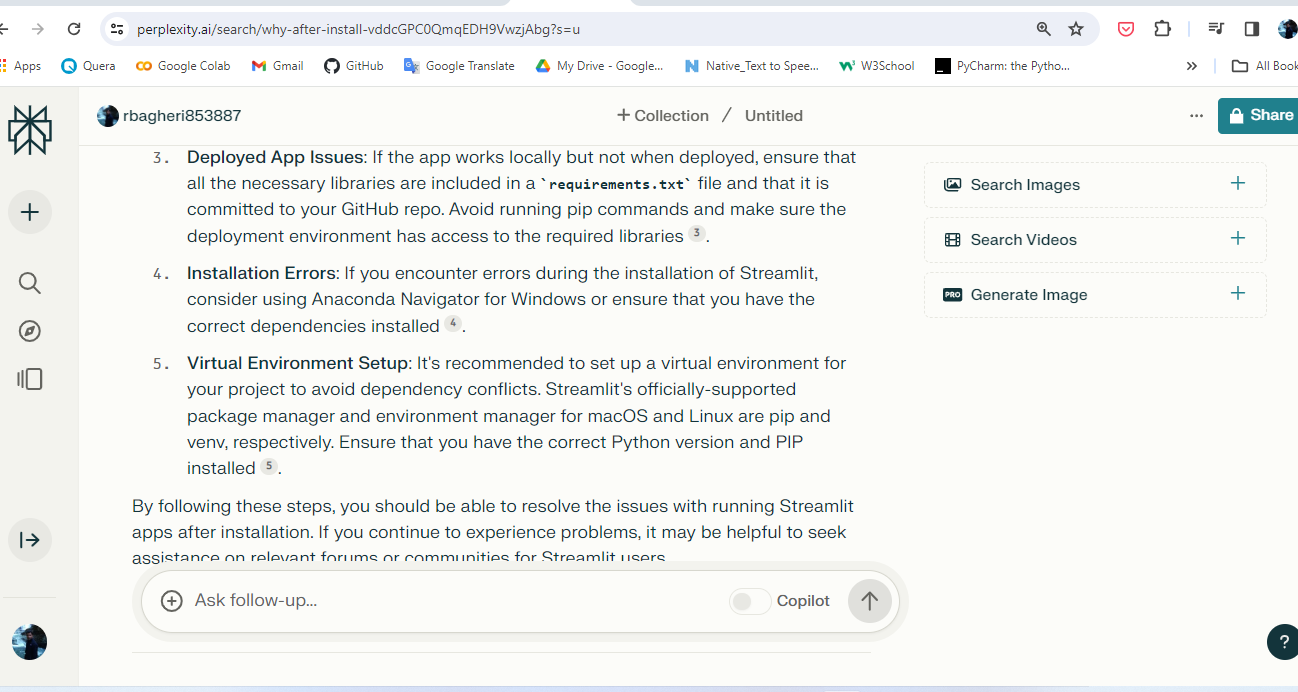 perplexity.ai/search/why-after-install-vddcGPC0QmqEDH9VwzjAbg?s=u
Apps Quera Google Colab Gmail GitHub Google Translate My Drive - Google... Native_Text to Spee... W3School PyCharm: the Pytho... » All Book
rbagheri853887 + Collection / Untitled ... Share
3. Deployed App Issues: If the app works locally but not when deployed, ensure that
all the necessary libraries are included in a `requirements.txt` file and that it is
committed to your GitHub repo. Avoid running pip commands and make sure the
deployment environment has access to the required libraries 3.
4. Installation Errors: If you encounter errors during the installation of Streamlit,
consider using Anaconda Navigator for Windows or ensure that you have the
correct dependencies installed 4.
5. Virtual Environment Setup: It's recommended to set up a virtual environment for
your project to avoid dependency conflicts. Streamlit's officially-supported
package manager and environment manager for macOS and Linux are pip and
venv, respectively. Ensure that you have the correct Python version and PIP
installed 5.
By following these steps, you should be able to resolve the issues with running Streamlit
apps after installation. If you continue to experience problems, it may be helpful to seek
assistance on relevant forums or communities for Streamlit users.
Ask follow-up... Copilot
Search Images +
Search Videos +
PRO Generate Image +
?